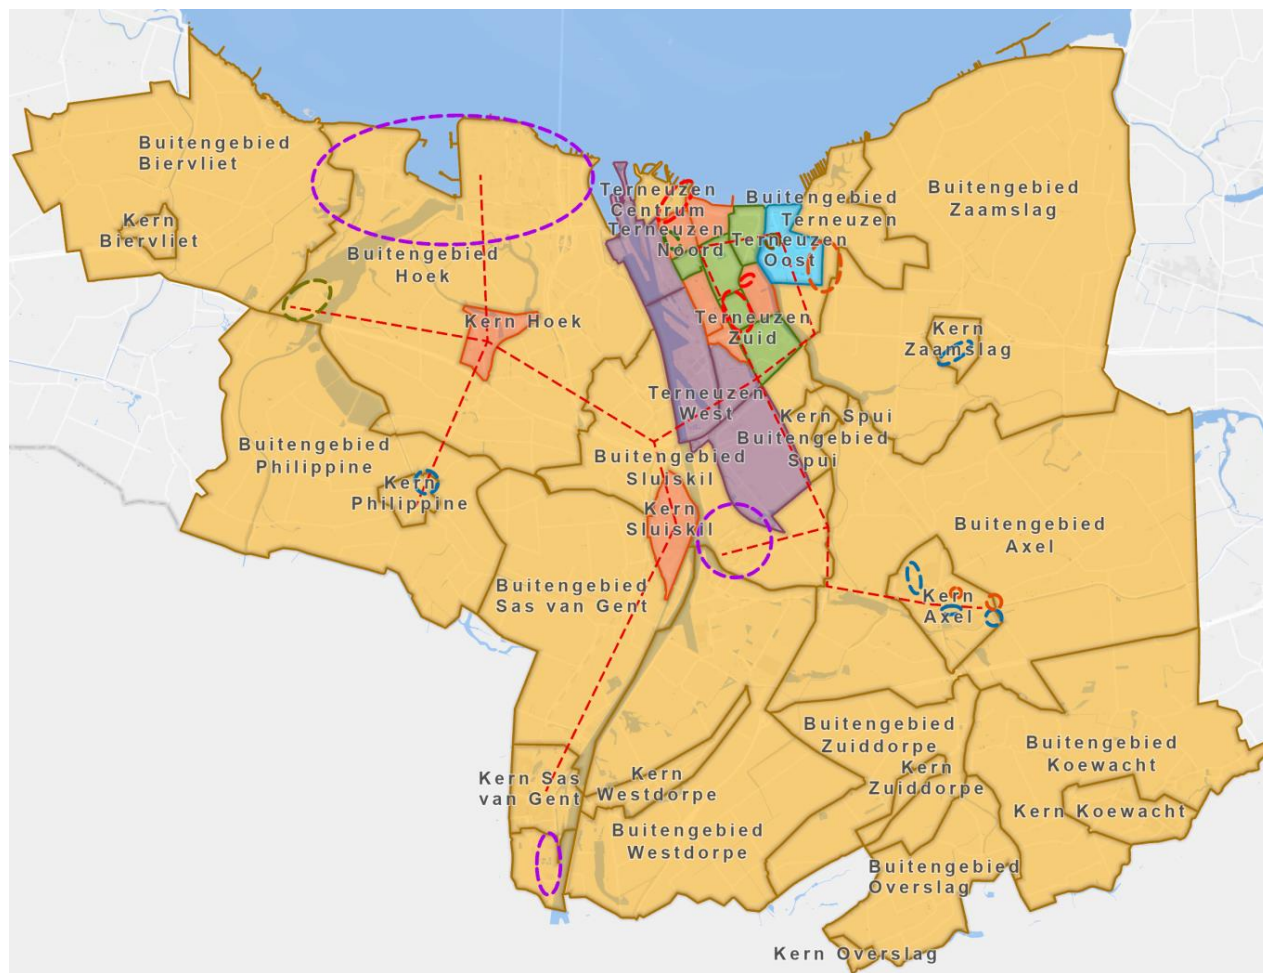 Buitengebied
Biervliet
Kern
Biervliet
Buitengebied
Hoek
Terneuzen
Centrum
Terneuzen
Noord
Buitengebied
Terneuzen
Terneuzen
Oost
Buitengebied
Zaamslag
Kern Hoek
Terneuzen
Zuid
Kern
Zaamslag
Terneuzen
West
Kern Spui
Buitengebied
Spui
Buitengebied
Philippine
Kern
Philippine
Buitengebied
Sluiskil
Kern
Sluiskil
Buitengebied
Axel
Buitengebied
Sas van Gent
Kern
Axel
Kern Sas
van Gent
Kern
Westdorpe
Buitengebied
Westdorpe
Buitengebied
Zuiddorpe
Kern
Zuiddorpe
Buitengebied
Koewacht
Kern Koewacht
Buitengebied
Overslag
Kern Overslag